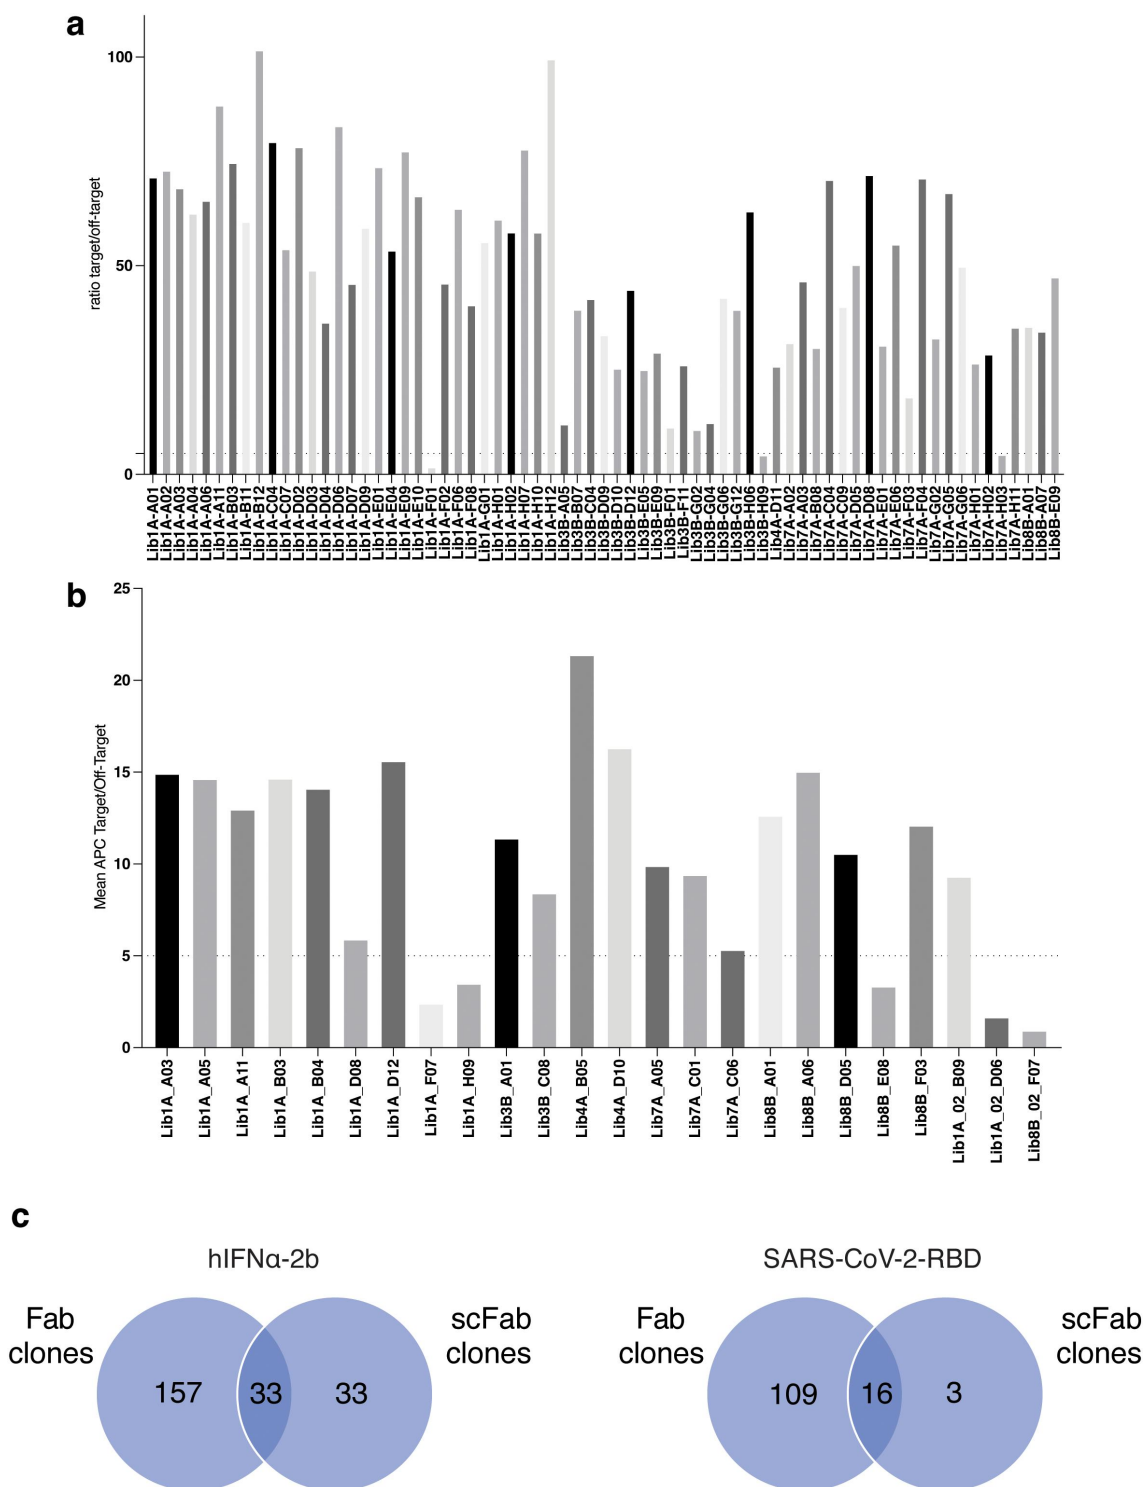 a
100
50
0
ratio target/off-target
Lib1A-A01
Lib1A-A02
Lib1A-A03
Lib1A-A04
Lib1A-A06
Lib1A-A11
Lib1A-B03
Lib1A-B11
Lib1A-B12
Lib1A-C04
Lib1A-C07
Lib1A-D02
Lib1A-D03
Lib1A-D04
Lib1A-D06
Lib1A-D07
Lib1A-D09
Lib1A-E01
Lib1A-E04
Lib1A-E09
Lib1A-E10
Lib1A-F01
Lib1A-F02
Lib1A-F06
Lib1A-F08
Lib1A-G01
Lib1A-H01
Lib1A-H02
Lib1A-H07
Lib1A-H10
Lib1A-H12
Lib3B-A05
Lib3B-B07
Lib3B-C04
Lib3B-D09
Lib3B-D10
Lib3B-D12
Lib3B-E05
Lib3B-E09
Lib3B-F01
Lib3B-F11
Lib3B-G02
Lib3B-G04
Lib3B-G06
Lib3B-G12
Lib3B-H06
Lib3B-H09
Lib4A-D11
Lib7A-A02
Lib7A-A03
Lib7A-B08
Lib7A-C04
Lib7A-C09
Lib7A-D05
Lib7A-D08
Lib7A-E01
Lib7A-E06
Lib7A-F03
Lib7A-F04
Lib7A-G02
Lib7A-G05
Lib7A-G06
Lib7A-H01
Lib7A-H02
Lib7A-H03
Lib7A-H11
Lib8B-A01
Lib8B-A07
Lib8B-E09
b
25
20
15
10
5
0
Mean APC Target/Off-Target
Lib1A_A03
Lib1A_A05
Lib1A_A11
Lib1A_B03
Lib1A_B04
Lib1A_D08
Lib1A_D12
Lib1A_F07
Lib1A_H09
Lib3B_A01
Lib3B_C08
Lib4A_B05
Lib4A_D10
Lib7A_A05
Lib7A_C01
Lib7A_C06
Lib8B_A01
Lib8B_A06
Lib8B_D05
Lib8B_E08
Lib8B_F03
Lib1A_02_B09
Lib1A_02_D06
Lib8B_02_F07
c
hIFNα-2b
Fab
clones
scFab
clones
157
33
33
SARS-CoV-2-RBD
Fab
clones
scFab
clones
109
16
3